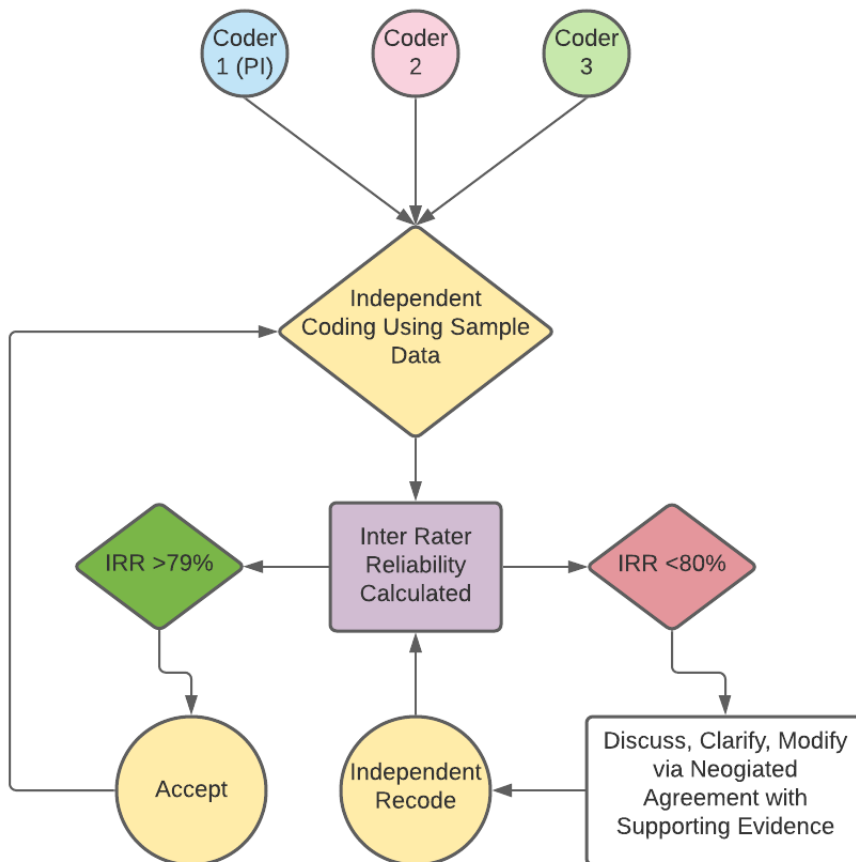 Coder
1 (PI)
Coder
2
Coder
3
Independent
Coding Using Sample
Data
IRR >79%
Inter Rater
Reliability
Calculated
IRR <80%
Accept
Independent
Recode
Discuss, Clarify, Modify
via Neogiated
Agreement with
Supporting Evidence